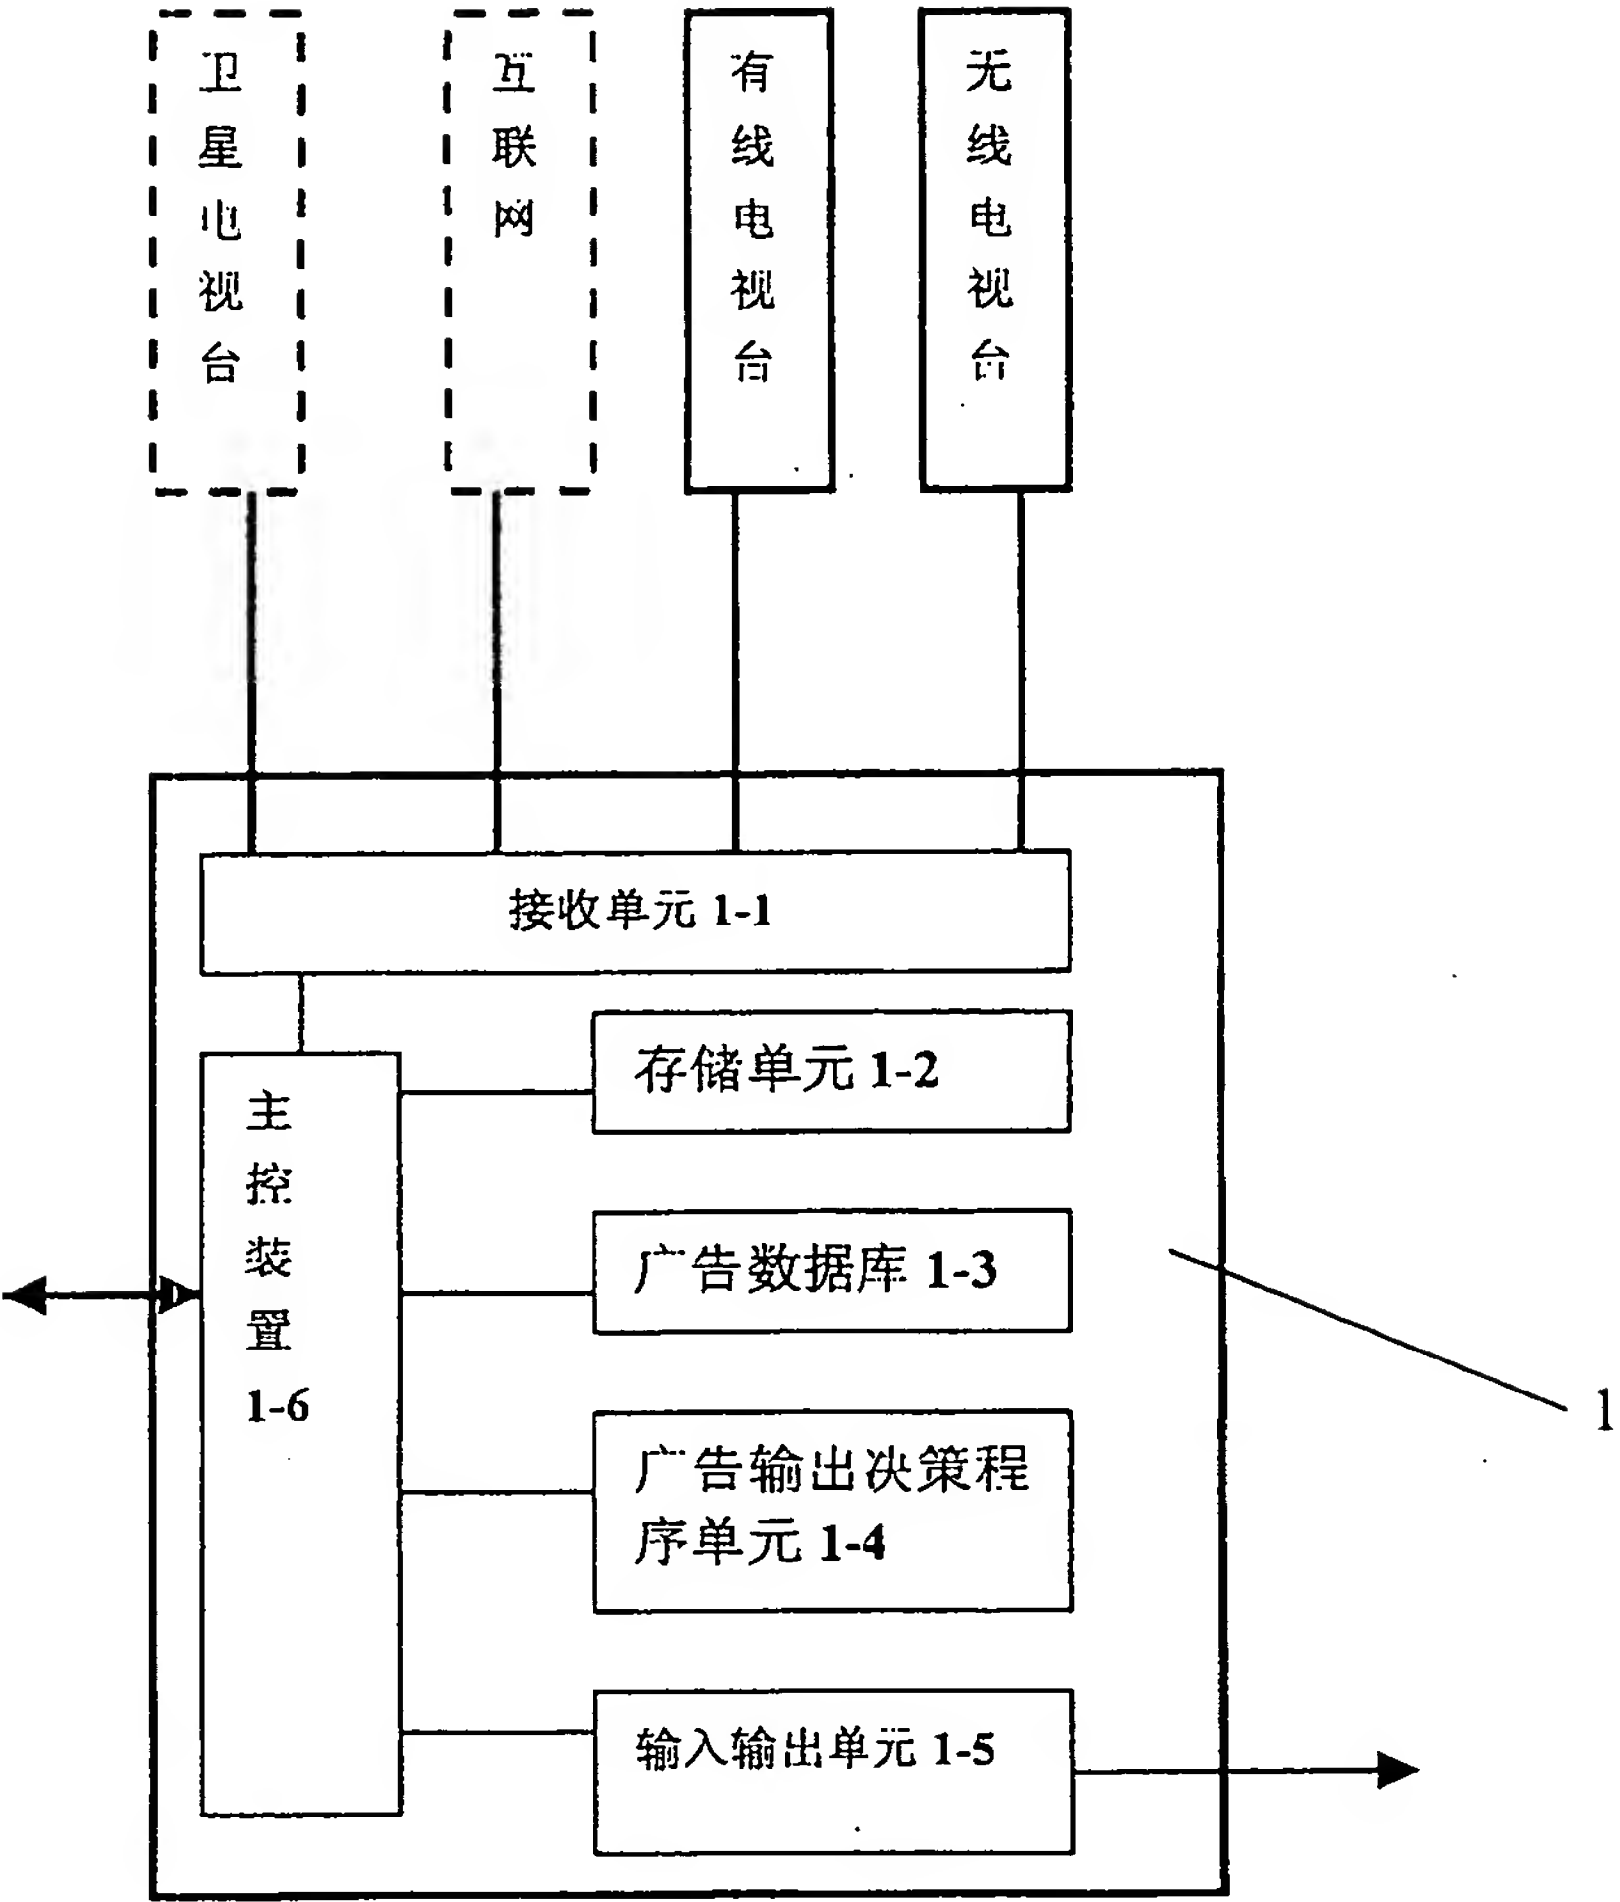 卫星电视台
互联网
有线电视台
无线电视台
接收单元 1-1
存储单元 1-2
主控装置 1-6
广告数据库 1-3
广告输出决策程
序单元 1-4
输入输出单元 1-5
1